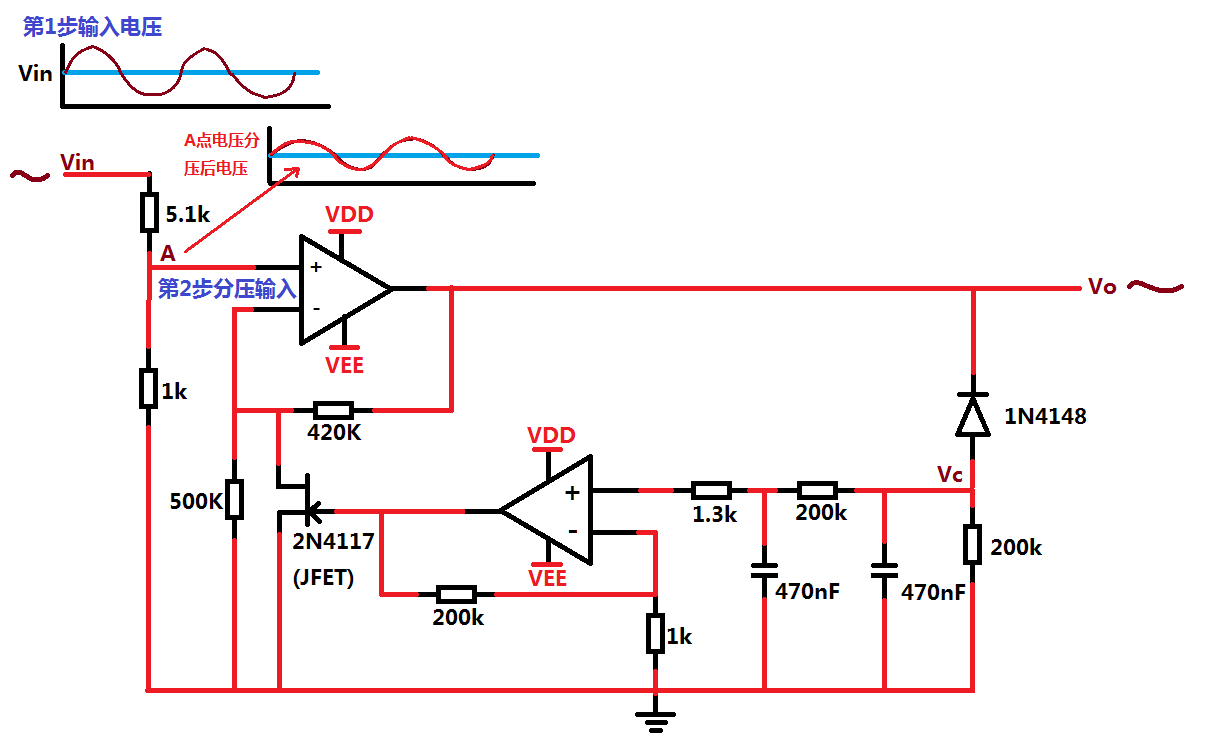 第1步输入电压
Vin
A点电压分
压后电压
Vin
5.1k
A
VDD
+
第2步分压输入
-
VEE
Vo
1k
420K
1N4148
VDD
Vc
500K
+
1.3k
200k
-
2N4117
(JFET)
200k
VEE
470nF
470nF
200k
1k